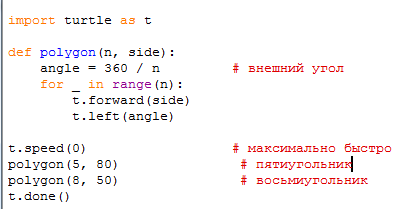 import turtle as t

def polygon(n, side):
    angle = 360 / n         # внешний угол
    for _ in range(n):
        t.forward(side)
        t.left(angle)

t.speed(0)                  # максимально быстро
polygon(5, 80)               # пятиугольник
polygon(8, 50)               # восьмиугольник
t.done()